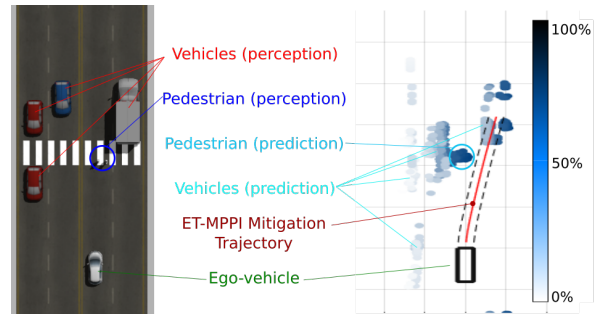 Vehicles (perception)
Pedestrian (perception)
Pedestrian (prediction)
Vehicles (prediction)
ET-MPPI Mitigation
Trajectory
Ego-vehicle
100%
50%
0%